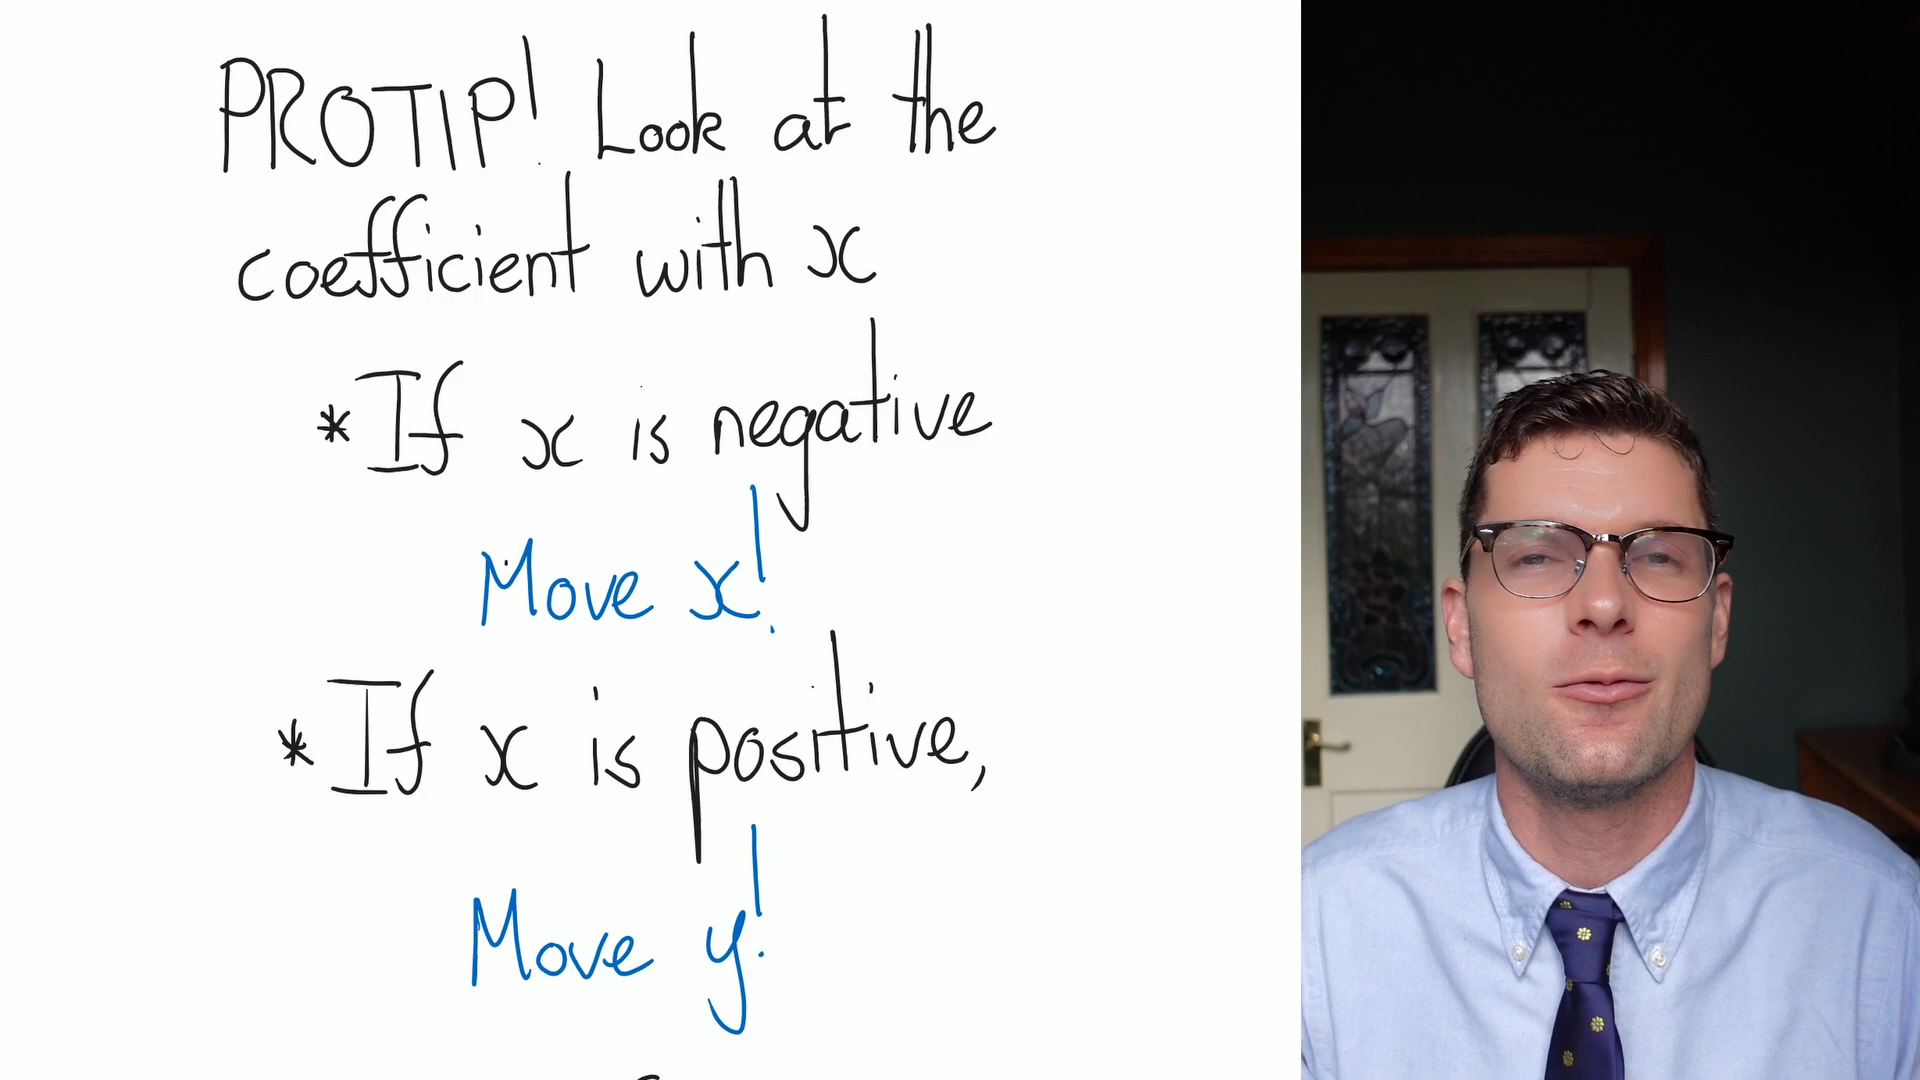 PROTIP! Look at the
coefficient with x
*If x is negative
Move x!
*If x is positive,
Move y!